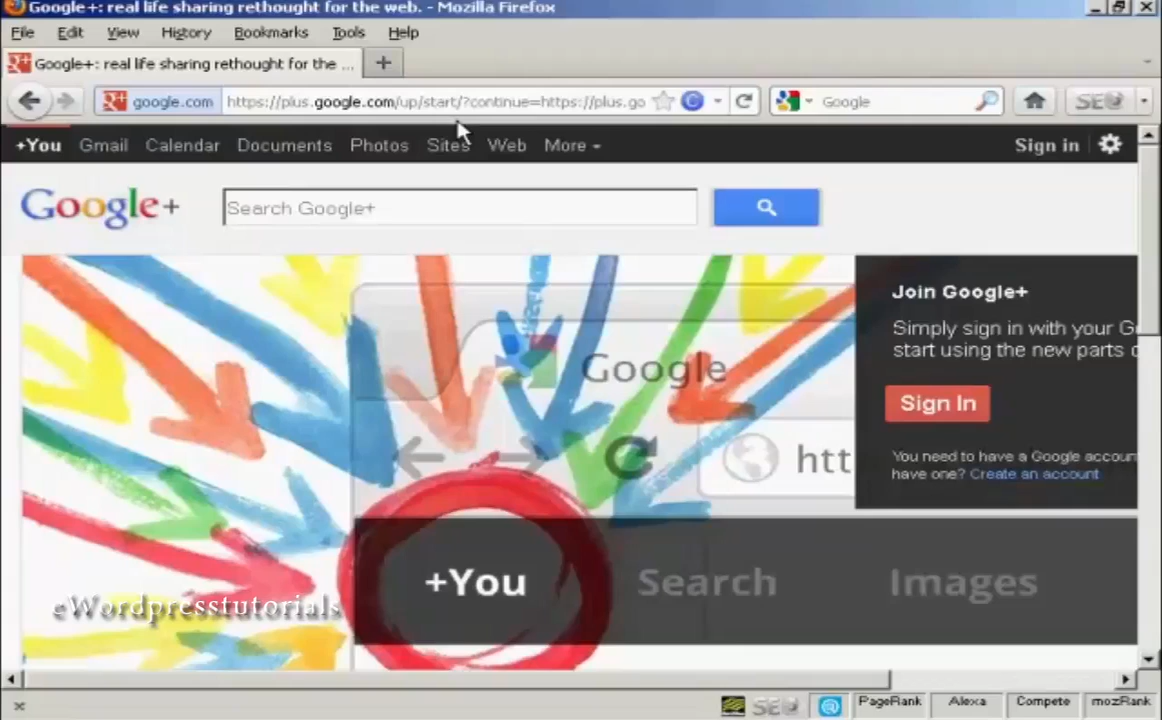 Google+: real life sharing rethought for the web. - Mozilla Firefox
File Edit View History Bookmarks Tools Help
Google+: real life sharing rethought for the ...
google.com https://plus.google.com/up/start/?continue=https://plus.go Google
+You Gmail Calendar Documents Photos Sites Web More Sign in
Google+ Search Google+
Join Google+
Simply sign in with your G
start using the new parts
Google
Sign In
htt
You need to have a Google accoun
have one? Create an account
+You Search Images
eWordpresstutorials
PageRank Alexa Compete mozRank